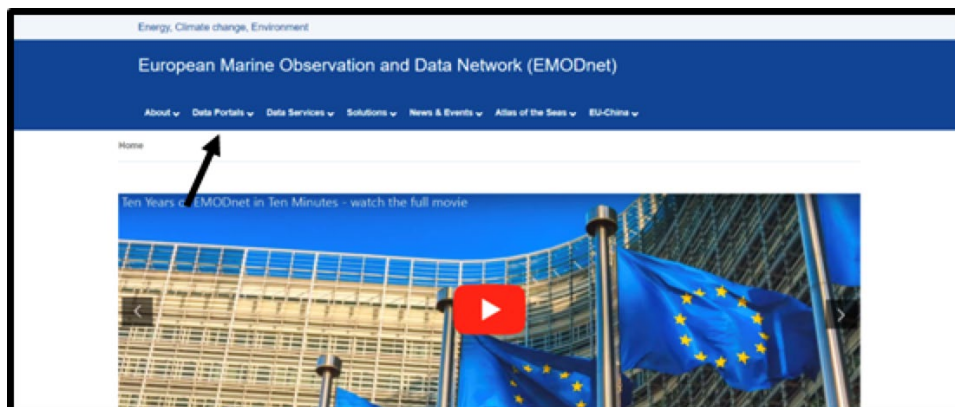 Energy, Climate change, Environment
European Marine Observation and Data Network (EMODnet)
About Data Portals Data Services Solutions News & Events Atlas of the Seas EU-China
Home
Ten Years of EMODnet in Ten Minutes - watch the full movie